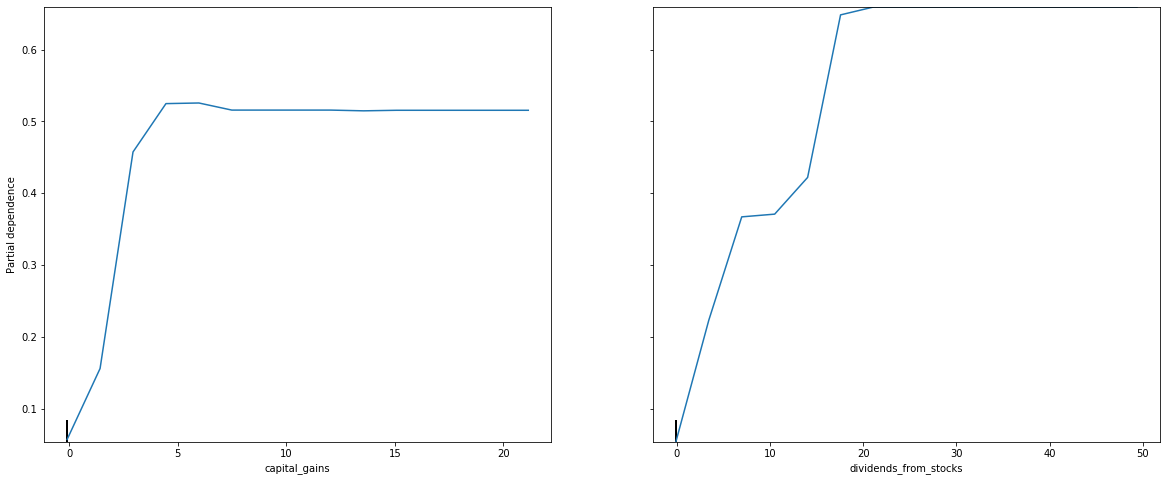 0.6
0.5
0.4
0.3
0.2
0.1
Partial dependence
0 5 10 15 20
capital_gains
0 10 20 30 40 50
dividends_from_stocks